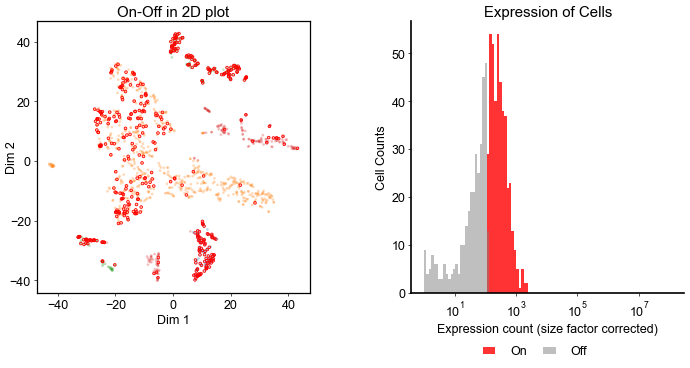 On-Off in 2D plot
Dim 2
40
20
0
−20
−40
−40 −20 0 20 40
Dim 1
Expression of Cells
Cell Counts
50
40
30
20
10
0
10^1 10^3 10^5 10^7
Expression count (size factor corrected)
On Off